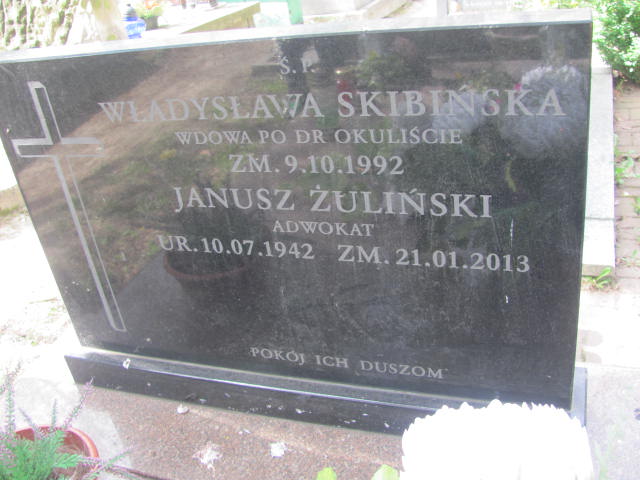 Ś.P.
WŁADYSŁAWA SKIBIŃSKA
WDOWA PO DR OKULIŚCIE
ZM. 9.10.1992
JANUSZ ŻULIŃSKI
ADWOKAT
UR. 10.07.1942 ZM. 21.01.2013
POKÓJ ICH DUSZOM